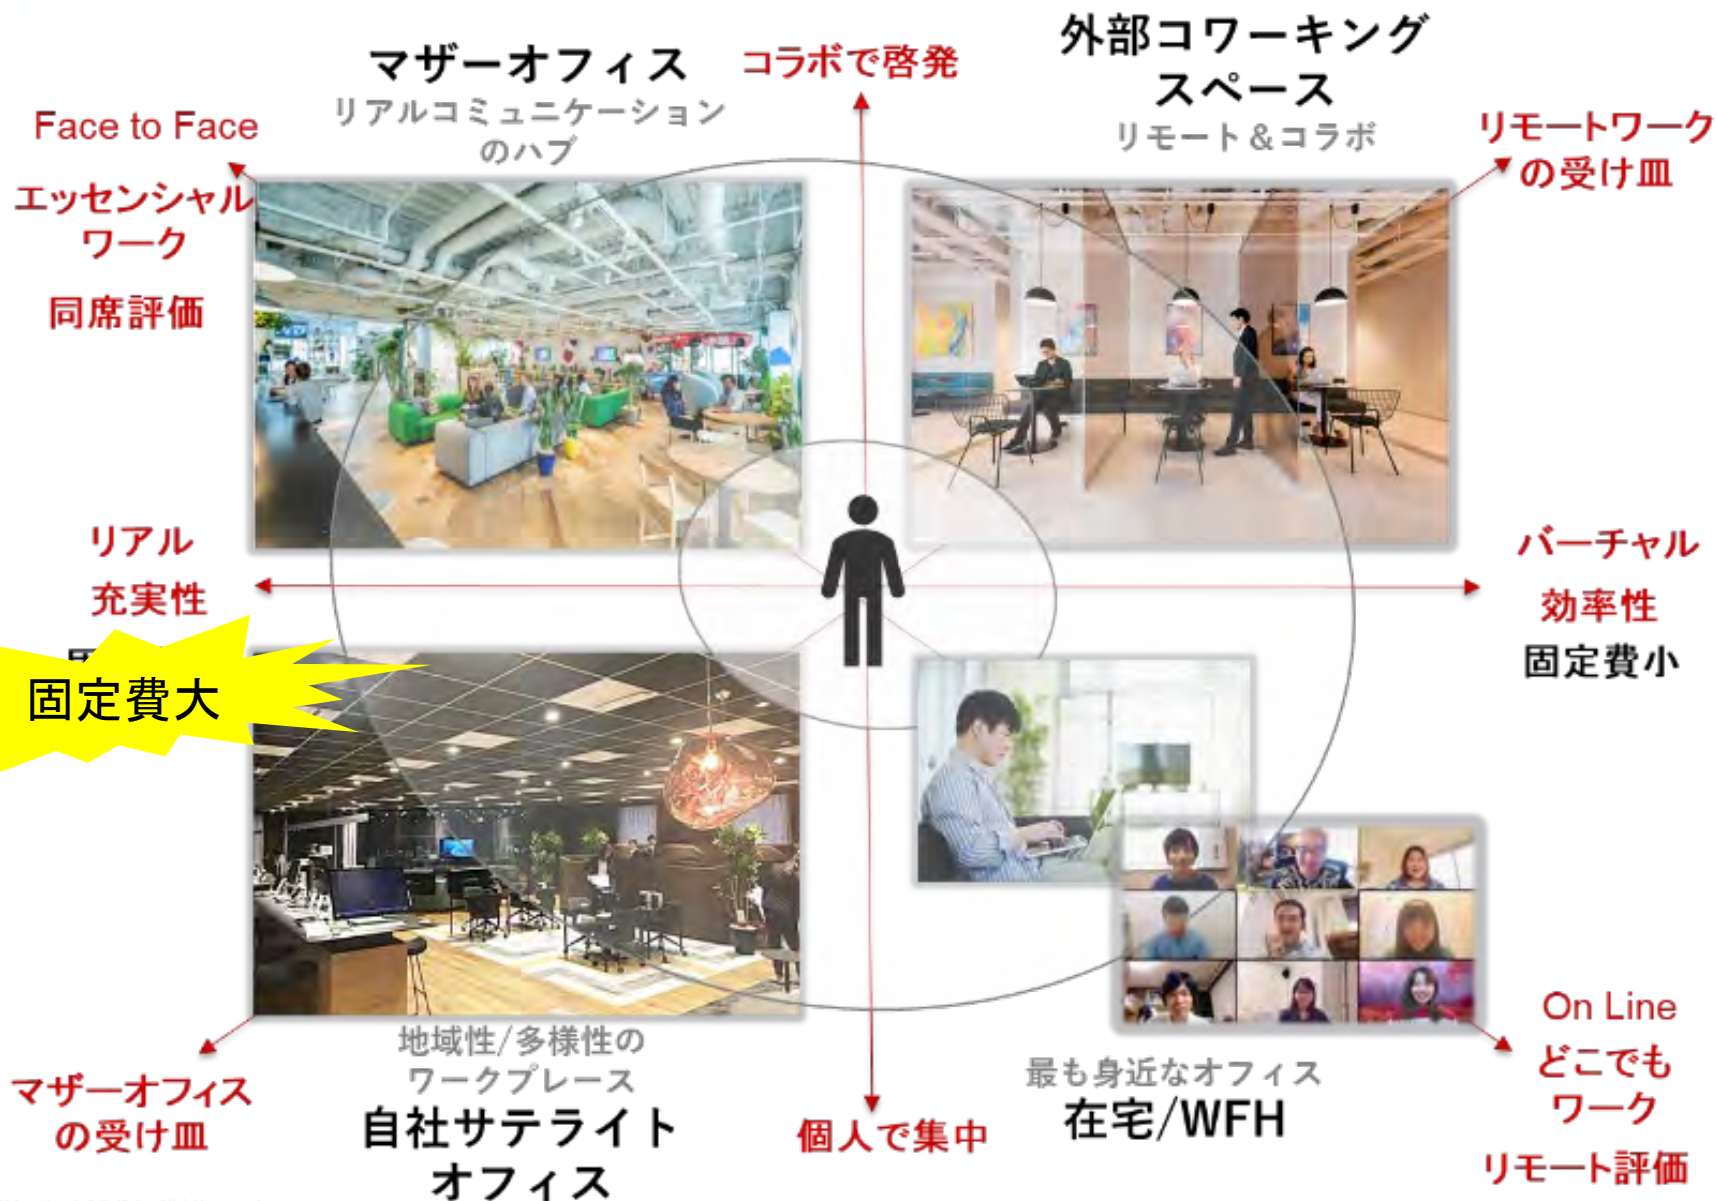 マザーオフィス
リアルコミュニケーション
のハブ
コラボで啓発
外部コワーキング
スペース
リモート&コラボ
Face to Face
エッセンシャル
ワーク
同席評価
リモートワーク
の受け皿
リアル
充実性
固定費大
バーチャル
効率性
固定費小
マザーオフィス
の受け皿
地域性/多様性の
ワークプレース
自社サテライト
オフィス
個人で集中
最も身近なオフィス
在宅/WFH
On Line
どこでも
ワーク
リモート評価